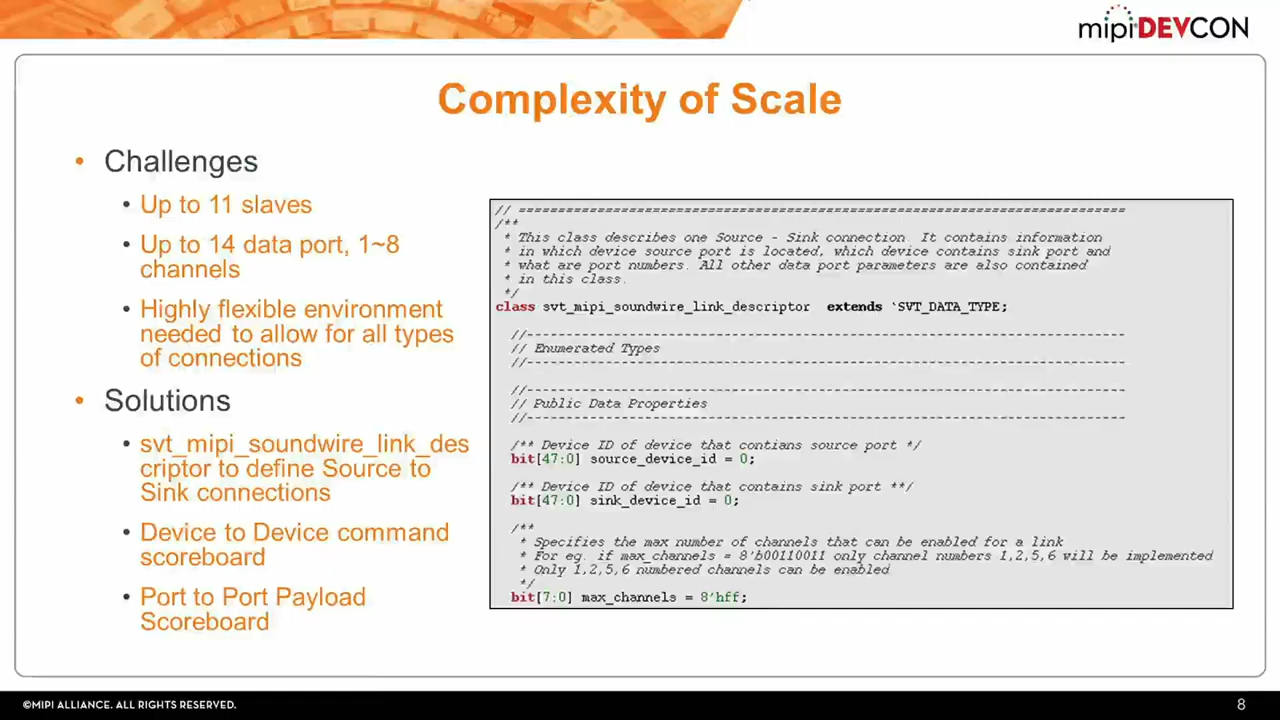 mipi DEVCON
Complexity of Scale
• Challenges
• Up to 11 slaves
• Up to 14 data port, 1~8
channels
• Highly flexible environment
needed to allow for all types
of connections
• Solutions
• svt_mipi_soundwire_link_des
criptor to define Source to
Sink connections
• Device to Device command
scoreboard
• Port to Port Payload
Scoreboard
// =========================================================================
/**
* This class describes one Source - Sink connection. It contains information
* in which device source port is located, which device contains sink port and
* what are port numbers. All other data port parameters are also contained
* in this class.
*/
class svt_mipi_soundwire_link_descriptor extends `SVT_DATA_TYPE;
//-------------------------------------------------------------------------
// Enumerated Types
//-------------------------------------------------------------------------
//-------------------------------------------------------------------------
// Public Data Properties
//-------------------------------------------------------------------------
/** Device ID of device that contians source port */
bit[47:0] source_device_id = 0;
/** Device ID of device that contains sink port **/
bit[47:0] sink_device_id = 0;
/**
* Specifies the max number of channels that can be enabled for a link
* For eg. if max_channels = 8'b00110011 only channel numbers 1,2,5,6 will be implemented
* Only 1,2,5,6 numbered channels can be enabled
*/
bit[7:0] max_channels = 8'hff;
©MIPI ALLIANCE. ALL RIGHTS RESERVED.
8